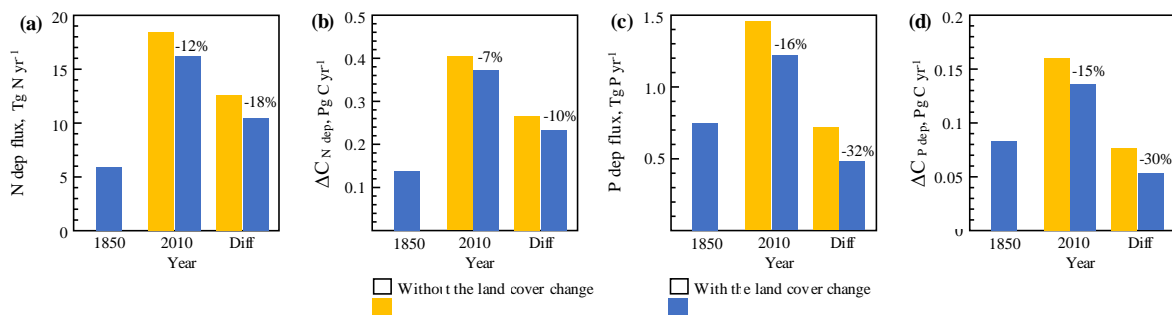 (a)
N dep flux, Tg N yr⁻¹
20
15
10
5
0
-12%
-18%
1850 2010 Diff
Year
(b)
ΔC N dep, Pg C yr⁻¹
0.5
0.4
0.3
0.2
0.1
-7%
-10%
1850 2010 Diff
Year
(c)
P dep flux, Tg P yr⁻¹
1.5
1.0
0.5
-16%
-32%
1850 2010 Diff
Year
(d)
ΔC P dep, Pg C yr⁻¹
0.2
0.15
0.1
0.05
0
-15%
-30%
1850 2010 Diff
Year
Without the land cover change
With the land cover change